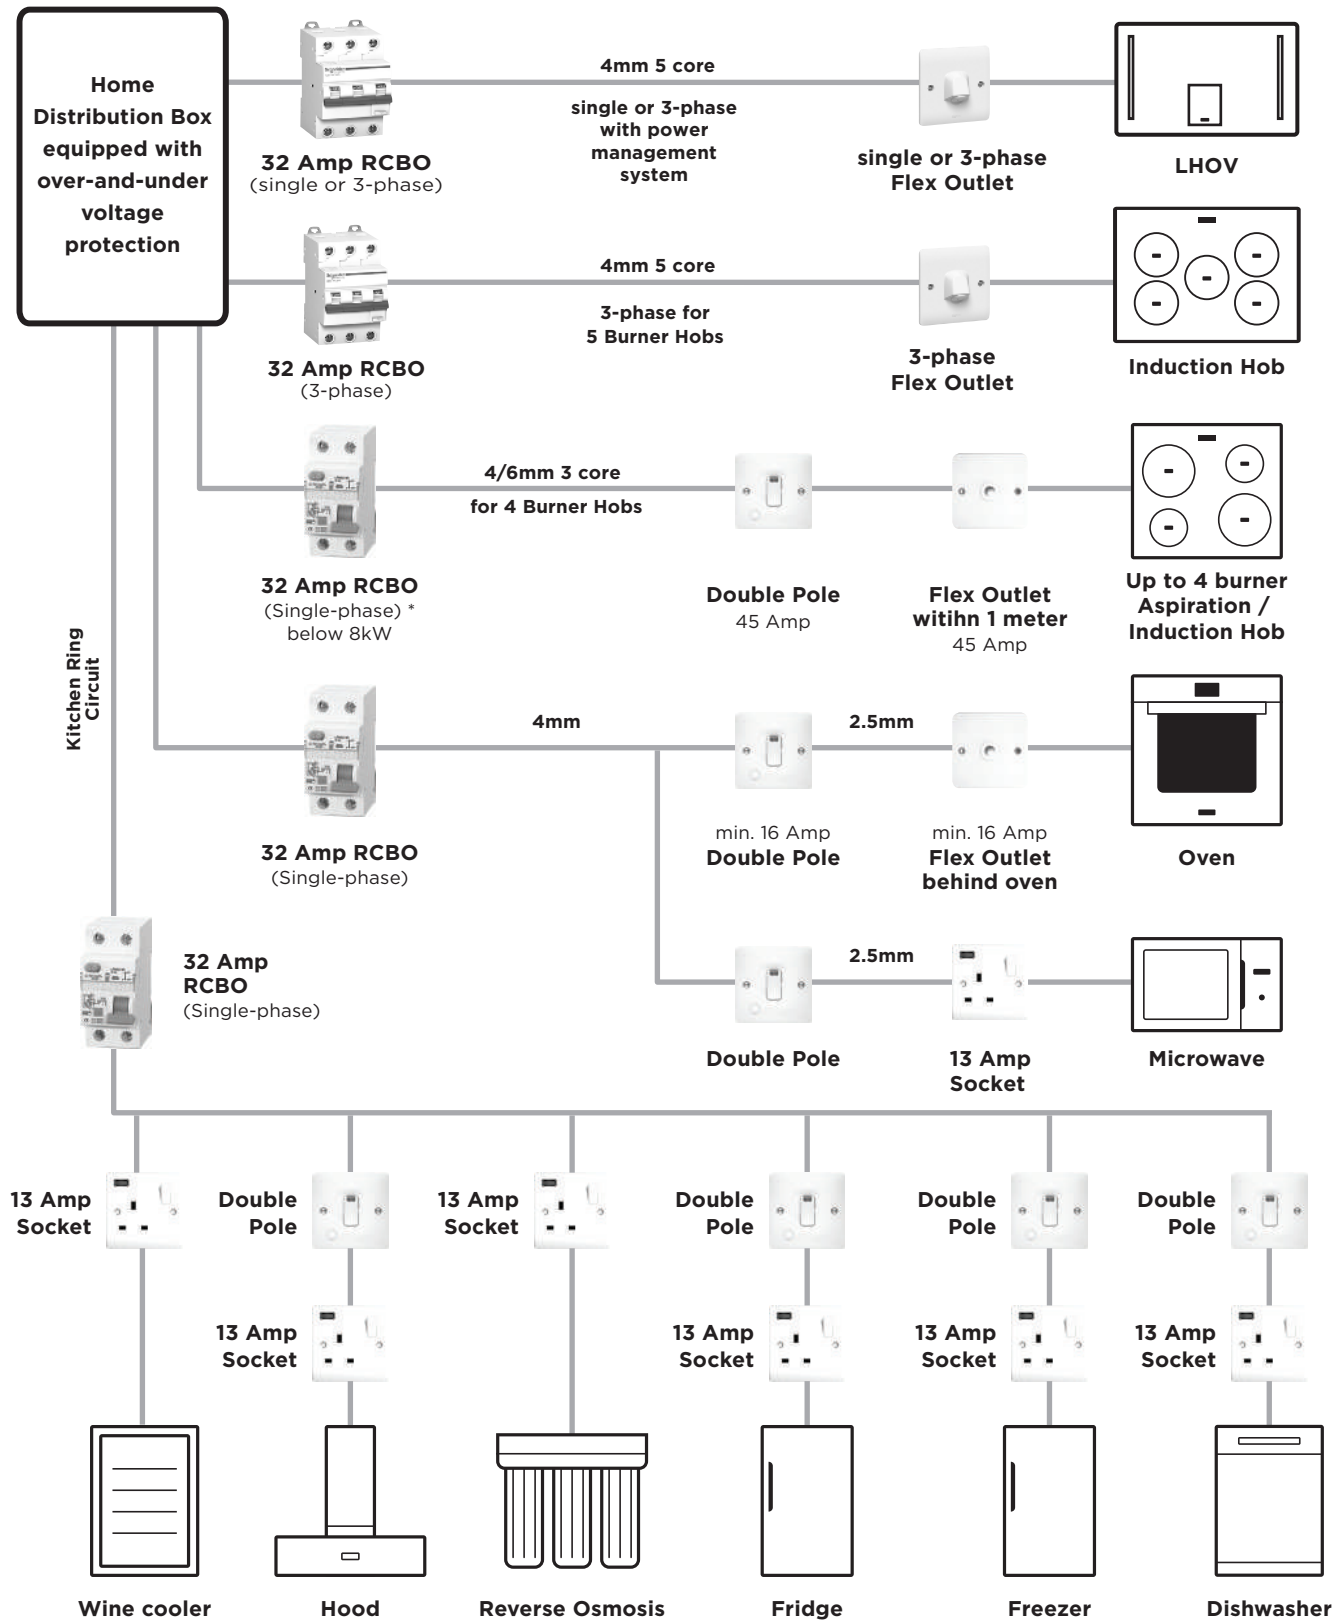 Home
Distribution Box
equipped with
over-and-under
voltage
protection
32 Amp RCBO
(single or 3-phase)
4mm 5 core
single or 3-phase
with power
management
system
single or 3-phase
Flex Outlet
LHOV
32 Amp RCBO
(3-phase)
4mm 5 core
3-phase for
5 Burner Hobs
3-phase
Flex Outlet
Induction Hob
32 Amp RCBO
(Single-phase) *
below 8kW
4/6mm 3 core
for 4 Burner Hobs
Double Pole
45 Amp
Flex Outlet
witihn 1 meter
45 Amp
Up to 4 burner
Aspiration /
Induction Hob
Kitchen Ring
Circuit
32 Amp RCBO
(Single-phase)
4mm
min. 16 Amp
Double Pole
2.5mm
min. 16 Amp
Flex Outlet
behind oven
Oven
32 Amp
RCBO
(Single-phase)
Double Pole
2.5mm
13 Amp
Socket
Microwave
13 Amp
Socket
Double
Pole
13 Amp
Socket
Double
Pole
Double
Pole
Double
Pole
13 Amp
Socket
13 Amp
Socket
13 Amp
Socket
13 Amp
Socket
Wine cooler
Hood
Reverse Osmosis
Fridge
Freezer
Dishwasher